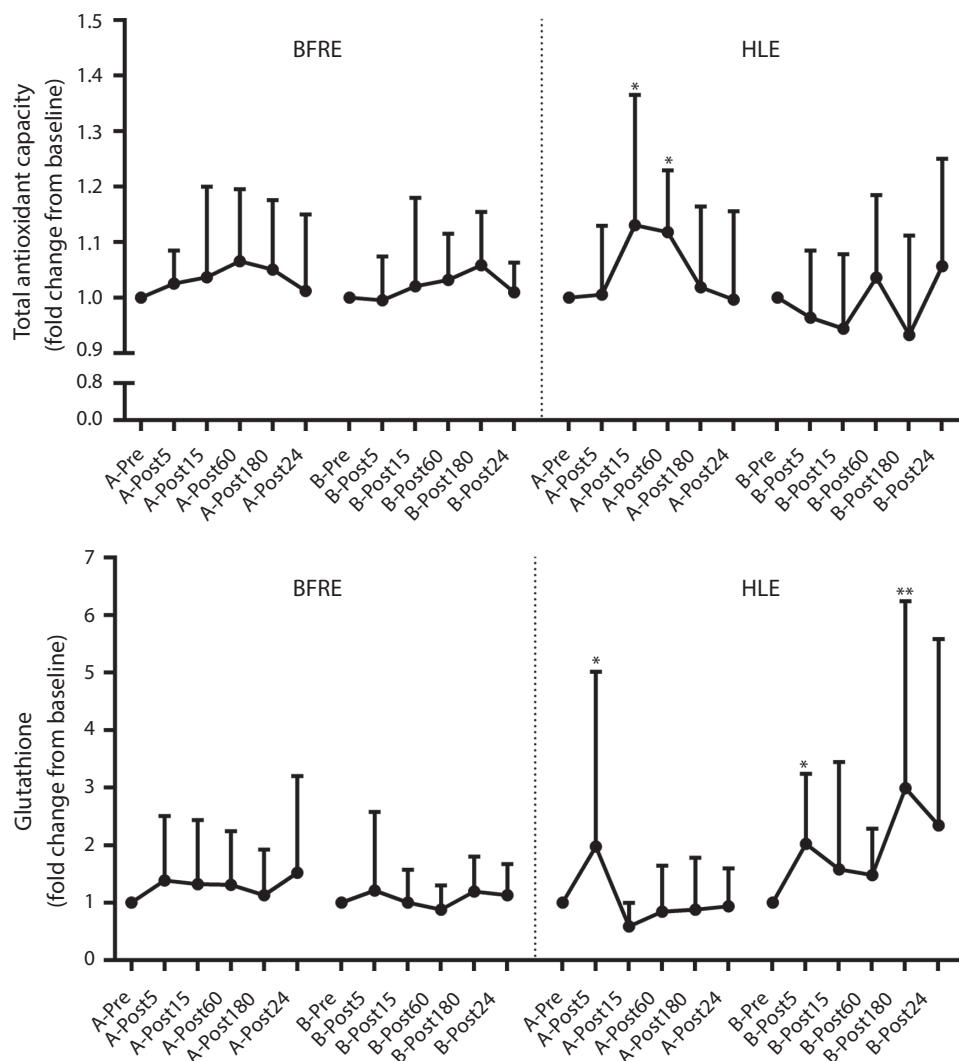 Total antioxidant capacity
(fold change from baseline)
1.5
1.4
1.3
1.2
1.1
1.0
0.9
0.8
0.0
BFRE
HLE
*
*
A-Pre
A-Post5
A-Post15
A-Post60
A-Post180
A-Post24
B-Pre
B-Post5
B-Post15
B-Post60
B-Post180
B-Post24
A-Pre
A-Post5
A-Post15
A-Post60
A-Post180
A-Post24
B-Pre
B-Post5
B-Post15
B-Post60
B-Post180
B-Post24
Glutathione
(fold change from baseline)
7
6
5
4
3
2
1
0
BFRE
HLE
*
*
**
A-Pre
A-Post5
A-Post15
A-Post60
A-Post180
A-Post24
B-Pre
B-Post5
B-Post15
B-Post60
B-Post180
B-Post24
A-Pre
A-Post5
A-Post15
A-Post60
A-Post180
A-Post24
B-Pre
B-Post5
B-Post15
B-Post60
B-Post180
B-Post24